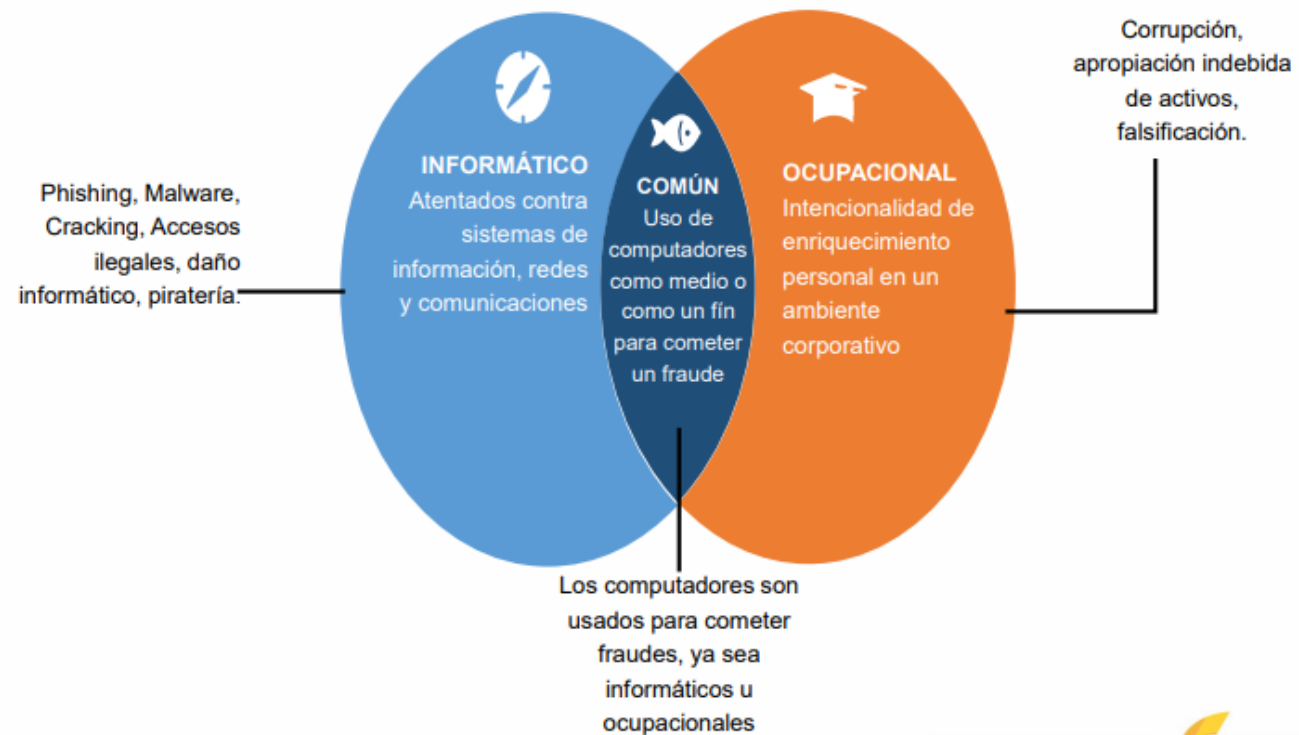 Phishing, Malware,
Cracking, Accesos
ilegales, daño
informático, piratería.
INFORMÁTICO
Atentados contra
sistemas de
información, redes
y comunicaciones
COMÚN
Uso de
computadores
como medio o
como un fín
para cometer
un fraude
OCUPACIONAL
Intencionalidad de
enriquecimiento
personal en un
ambiente
corporativo
Corrupción,
apropiación indebida
de activos,
falsificación.
Los computadores son
usados para cometer
fraudes, ya sea
informáticos u
ocupacionales